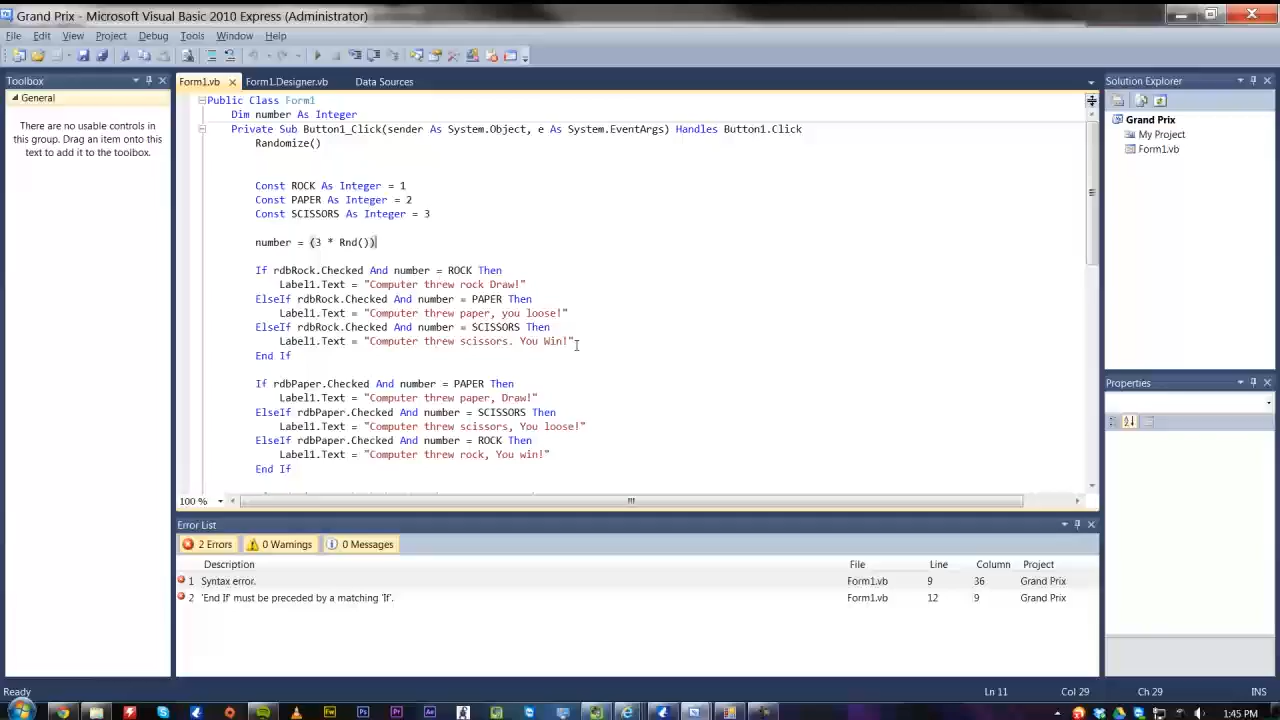 Grand Prix - Microsoft Visual Basic 2010 Express (Administrator)
File Edit View Project Debug Tools Window Help
Toolbox
General
There are no usable controls in
this group. Drag an item onto this
text to add it to the toolbox.
Form1.vb Form1.Designer.vb Data Sources
Public Class Form1
Dim number As Integer
Private Sub Button1_Click(sender As System.Object, e As System.EventArgs) Handles Button1.Click
Randomize()
Const ROCK As Integer = 1
Const PAPER As Integer = 2
Const SCISSORS As Integer = 3
number = (3 * Rnd())
If rdbRock.Checked And number = ROCK Then
Label1.Text = "Computer threw rock Draw!"
ElseIf rdbRock.Checked And number = PAPER Then
Label1.Text = "Computer threw paper, you loose!"
ElseIf rdbRock.Checked And number = SCISSORS Then
Label1.Text = "Computer threw scissors. You Win!"
End If
If rdbPaper.Checked And number = PAPER Then
Label1.Text = "Computer threw paper, Draw!"
ElseIf rdbPaper.Checked And number = SCISSORS Then
Label1.Text = "Computer threw scissors, You loose!"
ElseIf rdbPaper.Checked And number = ROCK Then
Label1.Text = "Computer threw rock, You win!"
End If
100 %
Error List
2 Errors 0 Warnings 0 Messages
Description File Line Column Project
1 Syntax error. Form1.vb 9 36 Grand Prix
2 'End If' must be preceded by a matching 'If'. Form1.vb 12 9 Grand Prix
Solution Explorer
Grand Prix
My Project
Form1.vb
Properties
Ready Ln 11 Col 29 Ch 29 INS
Fw Ps Pr Ae 1:45 PM